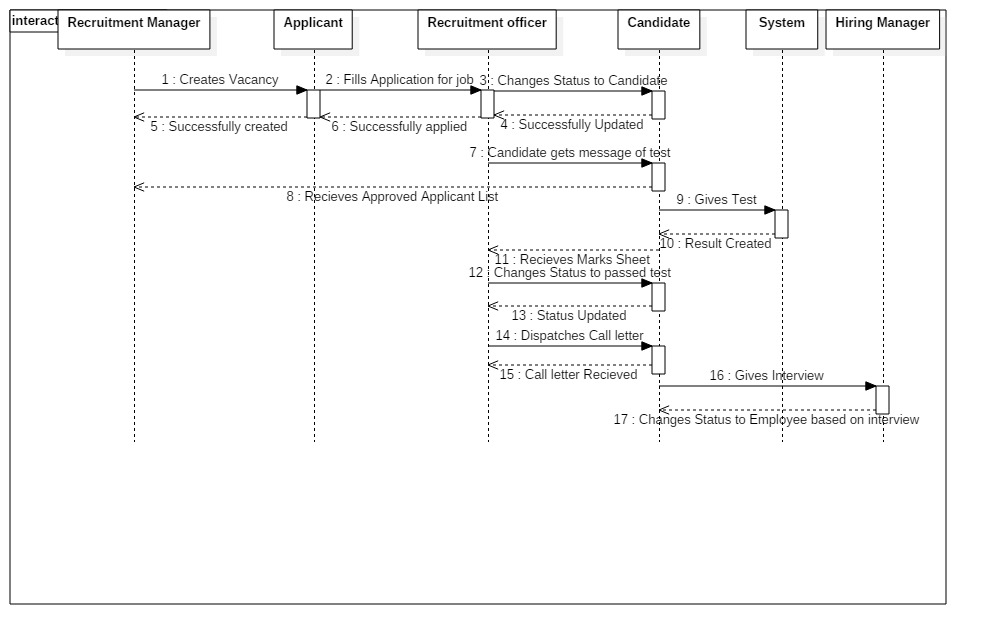 interact
Recruitment Manager
Applicant
Recruitment officer
Candidate
System
Hiring Manager
1 : Creates Vacancy
2 : Fills Application for job
3 : Changes Status to Candidate
5 : Successfully created
6 : Successfully applied
4 : Successfully Updated
7 : Candidate gets message of test
8 : Recieves Approved Applicant List
9 : Gives Test
10 : Result Created
11 : Recieves Marks Sheet
12 : Changes Status to passed test
13 : Status Updated
14 : Dispatches Call letter
15 : Call letter Recieved
16 : Gives Interview
17 : Changes Status to Employee based on interview